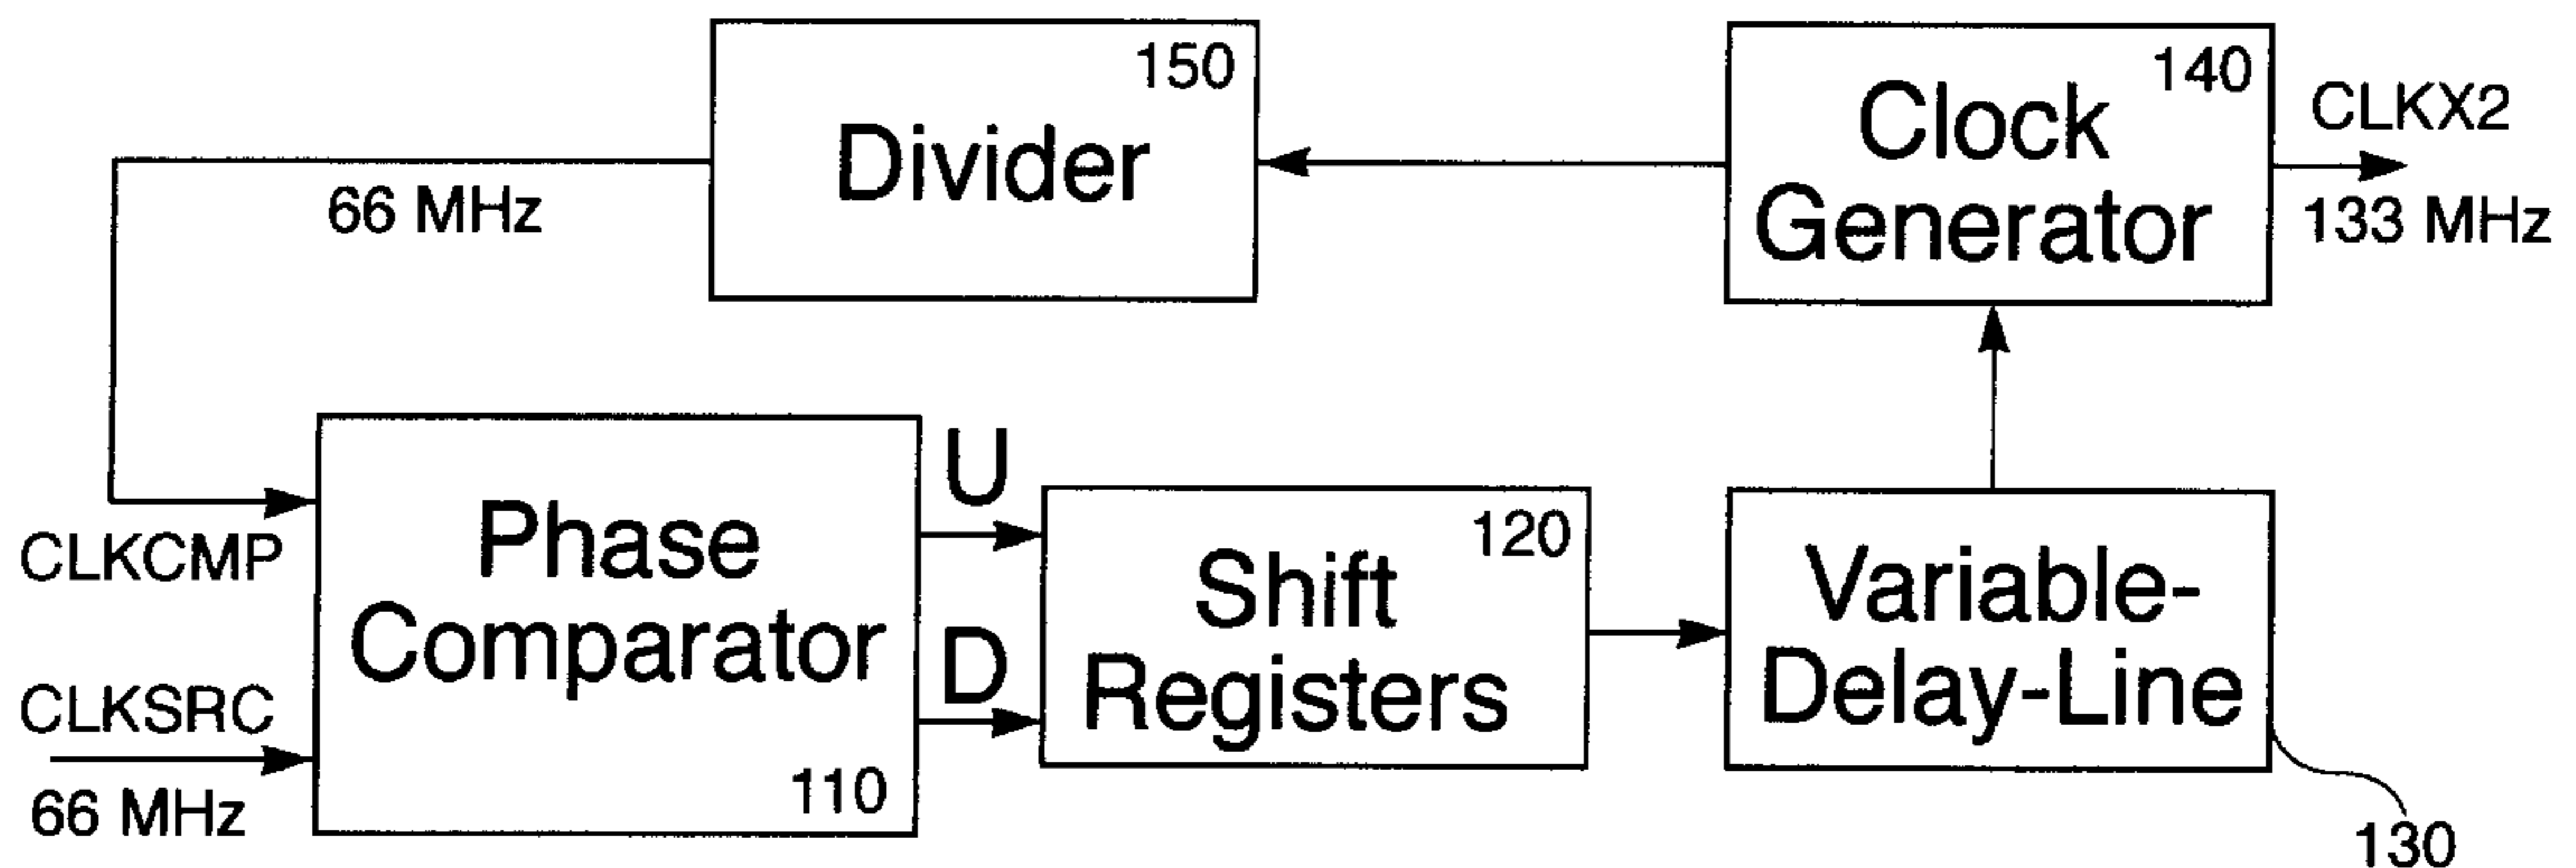 150
Divider
140
Clock
Generator
CLKX2
133 MHz
66 MHz
CLKCMP
CLKSRC
66 MHz
Phase
Comparator
110
U
D
120
Shift
Registers
Variable-
Delay-Line
130